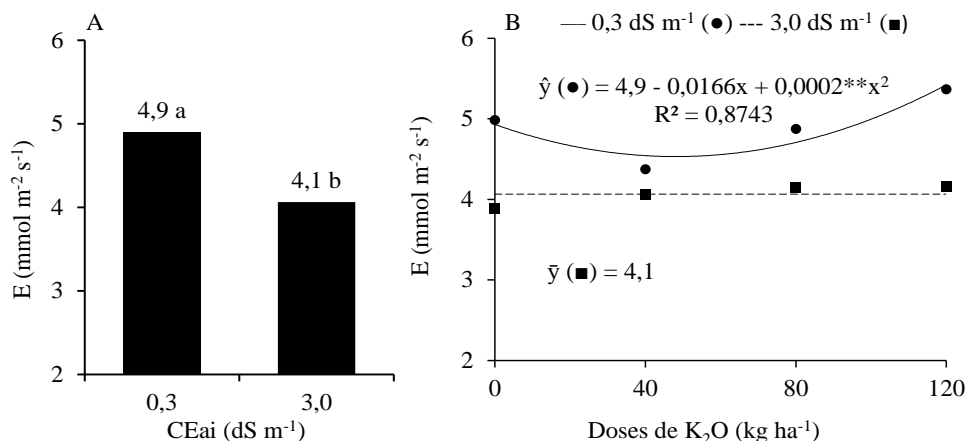 A
E (mmol m⁻² s⁻¹)
6
5
4
3
2
4,9 a
4,1 b
0,3
3,0
CEai (dS m⁻¹)
B
— 0,3 dS m⁻¹ (●) --- 3,0 dS m⁻¹ (■)
E (mmol m⁻² s⁻¹)
6
5
4
3
2
ŷ (●) = 4,9 - 0,0166x + 0,0002**x²
R² = 0,8743
ȳ (■) = 4,1
0
40
80
120
Doses de K₂O (kg ha⁻¹)